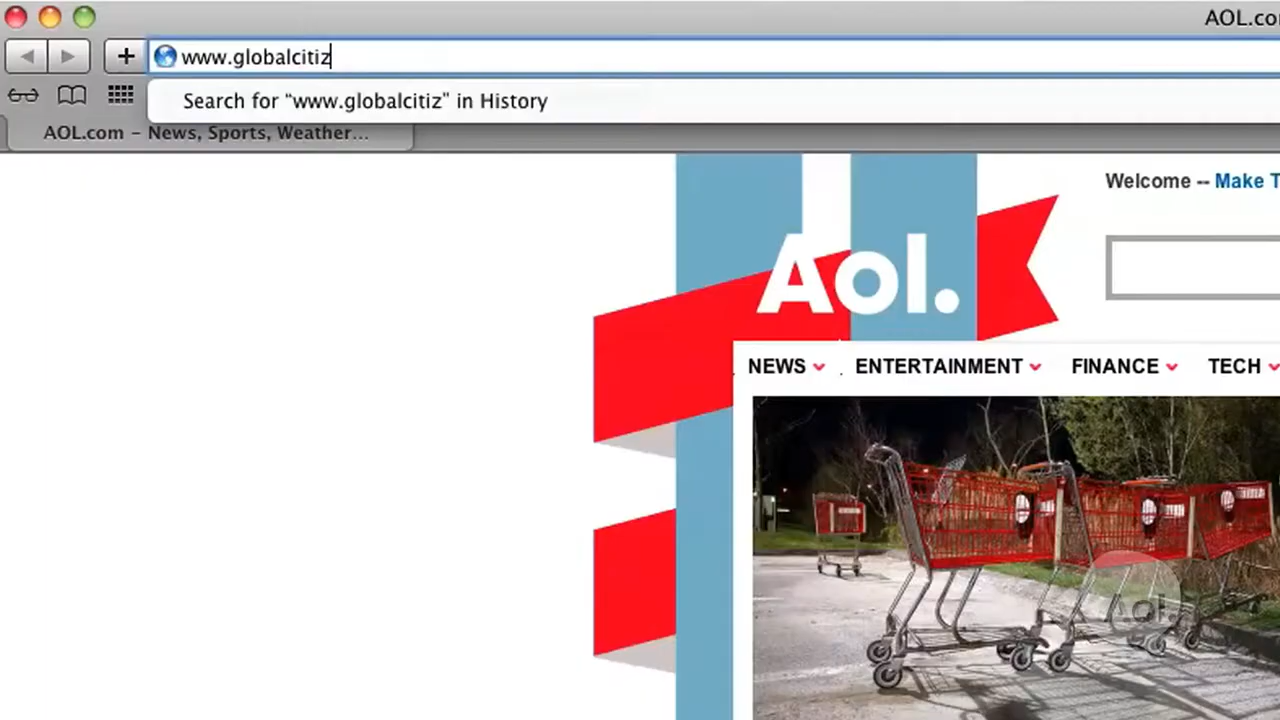 AOL.co
www.globalcitiz
Search for “www.globalcitiz” in History
AOL.com – News, Sports, Weather...
Welcome -- Make T
Aol.
NEWS ENTERTAINMENT FINANCE TECH
Aol.